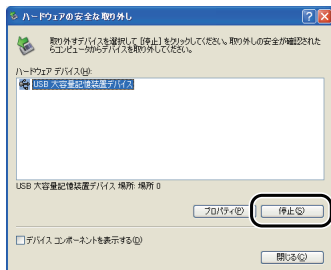 ハードウェアの安全な取り外し
取り外すデバイスを選択して [停止] をクリックしてください。取り外しの安全が確認された
らコンピュータからデバイスを取り外してください。
ハードウェア デバイス(H):
USB 大容量記憶装置デバイス
USB 大容量記憶装置デバイス 場所: 場所 0
プロパティ(P) 停止(S)
デバイス コンポーネントを表示する(D)
閉じる(C)